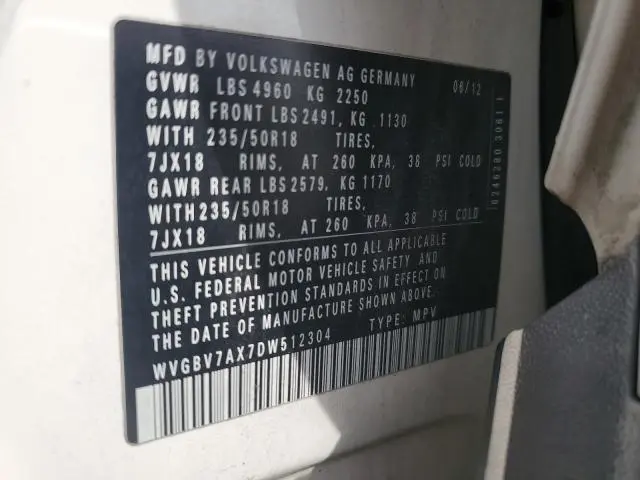 MFD BY VOLKSWAGEN AG GERMANY 06/12
GVWR LBS 4960 KG 2250
GAWR FRONT LBS 2491, KG 1130
WITH 235/50R18 TIRES,
7JX18 RIMS, AT 260 KPA, 38 PSI COLD
GAWR REAR LBS 2579, KG 1170
WITH 235/50R18 TIRES,
7JX18 RIMS, AT 260 KPA, 38 PSI COLD
THIS VEHICLE CONFORMS TO ALL APPLICABLE
U.S. FEDERAL MOTOR VEHICLE SAFETY AND
THEFT PREVENTION STANDARDS IN EFFECT ON
THE DATE OF MANUFACTURE SHOWN ABOVE.
WVGBV7AX7DW512304 TYPE: MPV